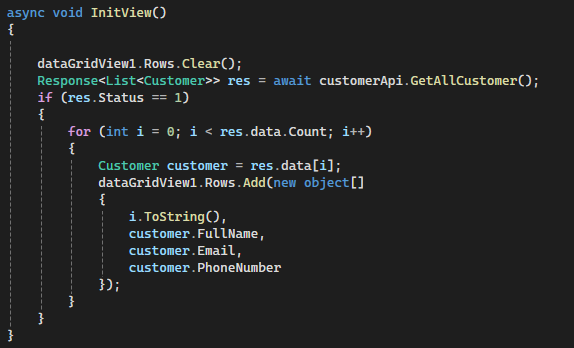 async void InitView()
{
dataGridView1.Rows.Clear();
Response<List<Customer>> res = await customerApi.GetAllCustomer();
if (res.Status == 1)
{
for (int i = 0; i < res.data.Count; i++)
{
Customer customer = res.data[i];
dataGridView1.Rows.Add(new object[]
{
i.ToString(),
customer.FullName,
customer.Email,
customer.PhoneNumber
});
}
}
}